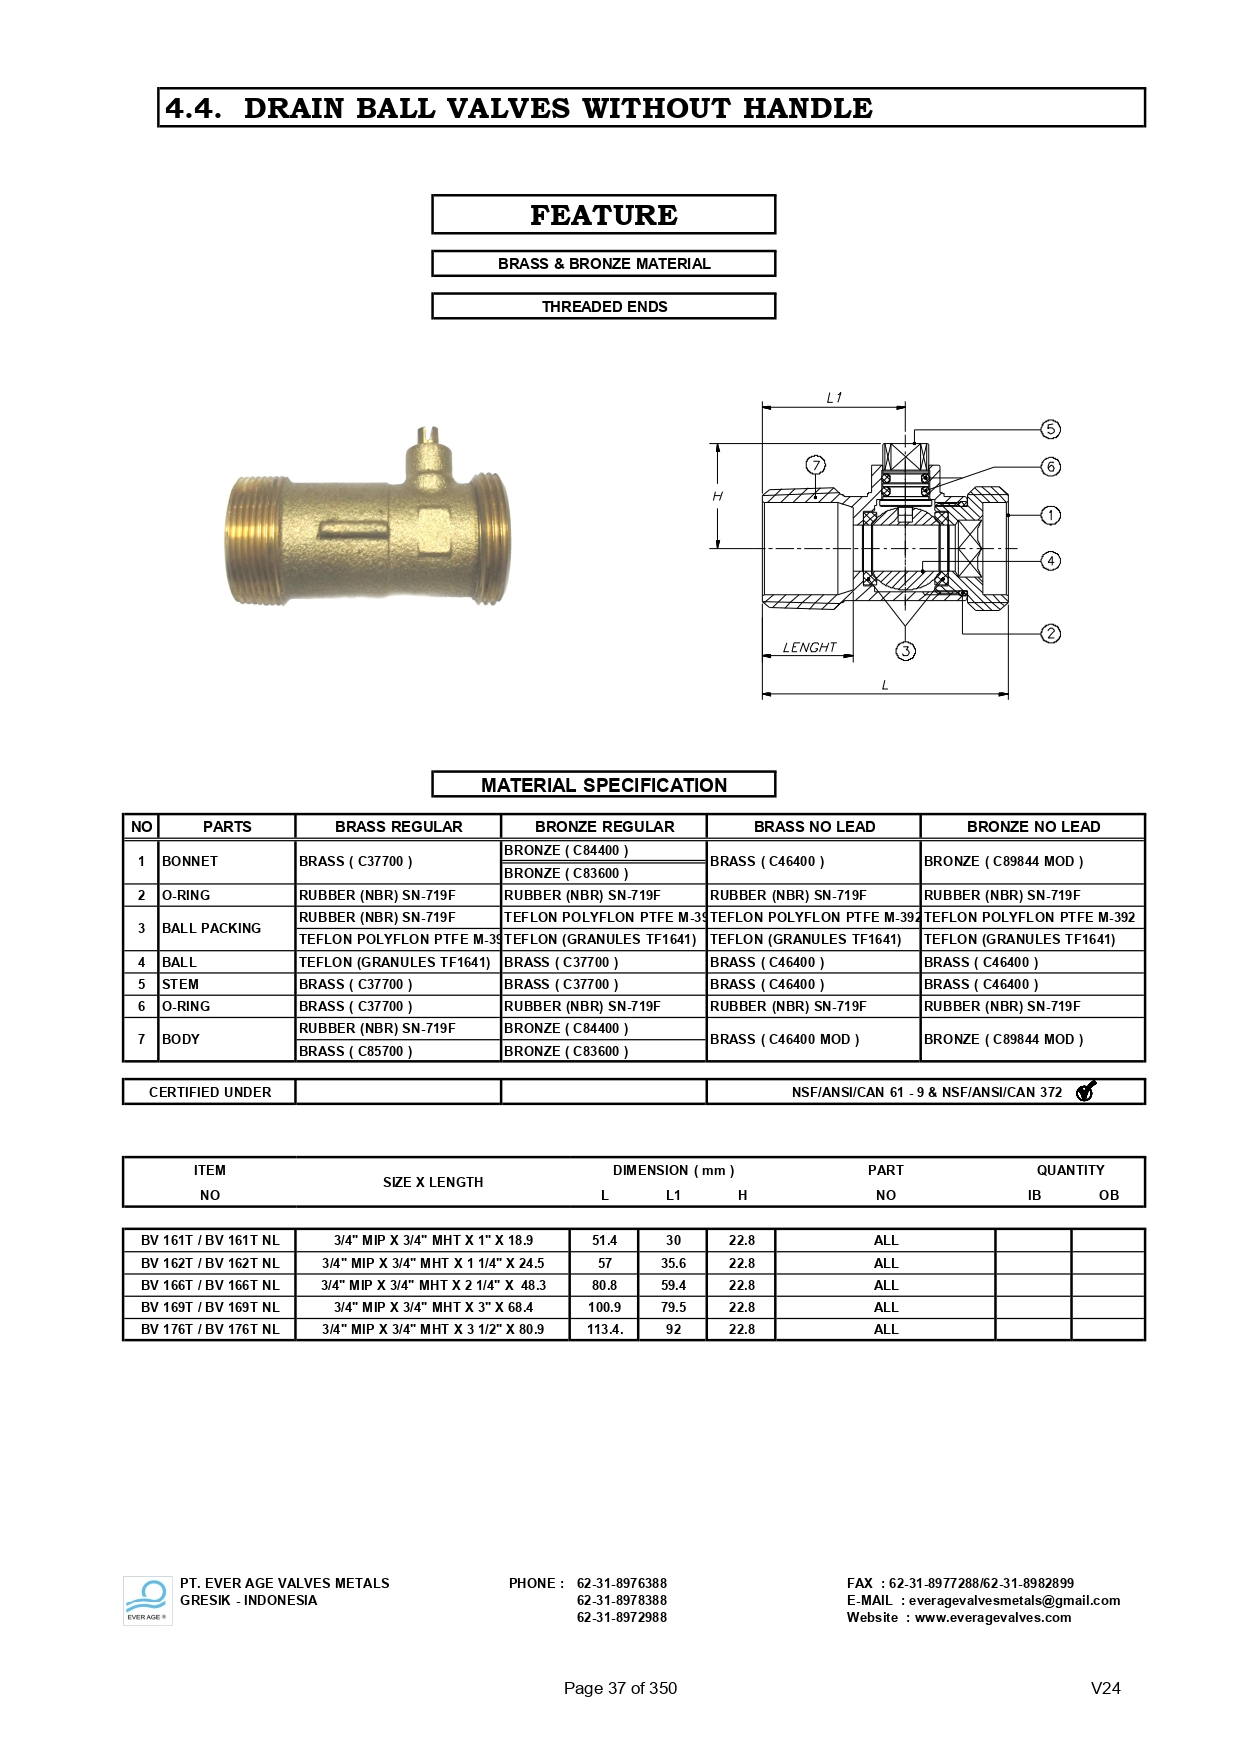 4.4. DRAIN BALL VALVES WITHOUT HANDLE
FEATURE
BRASS & BRONZE MATERIAL
THREADED ENDS
L1
5
7
6
H
1
4
LENGHT
3
2
L
MATERIAL SPECIFICATION
NO PARTS BRASS REGULAR BRONZE REGULAR BRASS NO LEAD BRONZE NO LEAD
1 BONNET BRASS ( C37700 ) BRONZE ( C84400 ) BRASS ( C46400 ) BRONZE ( C89844 MOD )
BRONZE ( C83600 )
2 O-RING RUBBER (NBR) SN-719F RUBBER (NBR) SN-719F RUBBER (NBR) SN-719F RUBBER (NBR) SN-719F
3 BALL PACKING RUBBER (NBR) SN-719F TEFLON POLYFLON PTFE M-39 TEFLON POLYFLON PTFE M-392 TEFLON POLYFLON PTFE M-392
TEFLON POLYFLON PTFE M-39 TEFLON (GRANULES TF1641) TEFLON (GRANULES TF1641) TEFLON (GRANULES TF1641)
4 BALL TEFLON (GRANULES TF1641) BRASS ( C37700 ) BRASS ( C46400 ) BRASS ( C46400 )
5 STEM BRASS ( C37700 ) BRASS ( C37700 ) BRASS ( C46400 ) BRASS ( C46400 )
6 O-RING BRASS ( C37700 ) RUBBER (NBR) SN-719F RUBBER (NBR) SN-719F RUBBER (NBR) SN-719F
7 BODY RUBBER (NBR) SN-719F BRONZE ( C84400 ) BRASS ( C46400 MOD ) BRONZE ( C89844 MOD )
BRASS ( C85700 ) BRONZE ( C83600 )
CERTIFIED UNDER NSF/ANSI/CAN 61 - 9 & NSF/ANSI/CAN 372
ITEM DIMENSION ( mm ) PART QUANTITY
SIZE X LENGTH
NO L L1 H NO IB OB
BV 161T / BV 161T NL 3/4" MIP X 3/4" MHT X 1" X 18.9 51.4 30 22.8 ALL
BV 162T / BV 162T NL 3/4" MIP X 3/4" MHT X 1 1/4" X 24.5 57 35.6 22.8 ALL
BV 166T / BV 166T NL 3/4" MIP X 3/4" MHT X 2 1/4" X 48.3 80.8 59.4 22.8 ALL
BV 169T / BV 169T NL 3/4" MIP X 3/4" MHT X 3" X 68.4 100.9 79.5 22.8 ALL
BV 176T / BV 176T NL 3/4" MIP X 3/4" MHT X 3 1/2" X 80.9 113.4. 92 22.8 ALL
EVER AGE ®
PT. EVER AGE VALVES METALS PHONE : 62-31-8976388 FAX : 62-31-8977288/62-31-8982899
GRESIK - INDONESIA 62-31-8978388 E-MAIL : everagevalvesmetals@gmail.com
62-31-8972988 Website : www.everagevalves.com
Page 37 of 350 V24